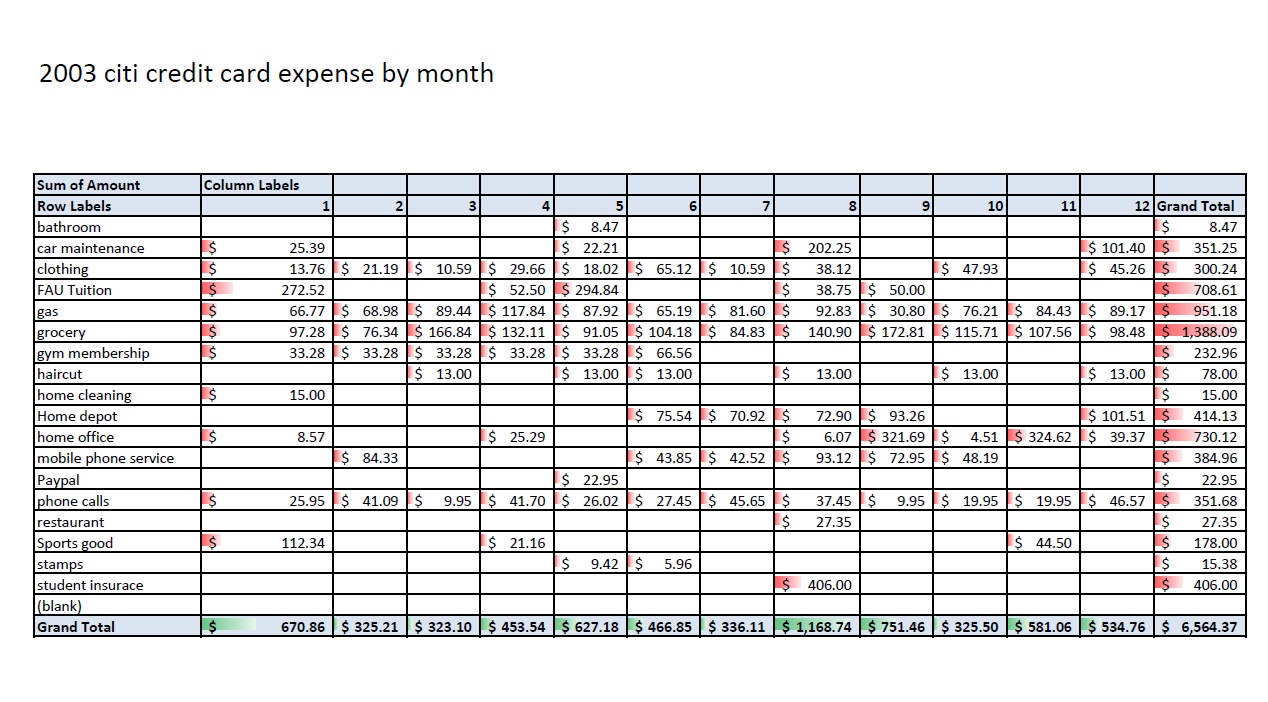 2003 citi credit card expense by month
Sum of Amount Column Labels
Row Labels 1 2 3 4 5 6 7 8 9 10 11 12 Grand Total
bathroom $ 8.47 $ 8.47
car maintenance $ 25.39 $ 22.21 $ 202.25 $ 101.40 $ 351.25
clothing $ 13.76 $ 21.19 $ 10.59 $ 29.66 $ 18.02 $ 65.12 $ 10.59 $ 38.12 $ 47.93 $ 45.26 $ 300.24
FAU Tuition $ 272.52 $ 52.50 $ 294.84 $ 38.75 $ 50.00 $ 708.61
gas $ 66.77 $ 68.98 $ 89.44 $ 117.84 $ 87.92 $ 65.19 $ 81.60 $ 92.83 $ 30.80 $ 76.21 $ 84.43 $ 89.17 $ 951.18
grocery $ 97.28 $ 76.34 $ 166.84 $ 132.11 $ 91.05 $ 104.18 $ 84.83 $ 140.90 $ 172.81 $ 115.71 $ 107.56 $ 98.48 $ 1,388.09
gym membership $ 33.28 $ 33.28 $ 33.28 $ 33.28 $ 33.28 $ 66.56 $ 232.96
haircut $ 13.00 $ 13.00 $ 13.00 $ 13.00 $ 13.00 $ 13.00 $ 78.00
home cleaning $ 15.00 $ 15.00
Home depot $ 75.54 $ 70.92 $ 72.90 $ 93.26 $ 101.51 $ 414.13
home office $ 8.57 $ 25.29 $ 6.07 $ 321.69 $ 4.51 $ 324.62 $ 39.37 $ 730.12
mobile phone service $ 84.33 $ 43.85 $ 42.52 $ 93.12 $ 72.95 $ 48.19 $ 384.96
Paypal $ 22.95 $ 22.95
phone calls $ 25.95 $ 41.09 $ 9.95 $ 41.70 $ 26.02 $ 27.45 $ 45.65 $ 37.45 $ 9.95 $ 19.95 $ 19.95 $ 46.57 $ 351.68
restaurant $ 27.35 $ 27.35
Sports good $ 112.34 $ 21.16 $ 44.50 $ 178.00
stamps $ 9.42 $ 5.96 $ 15.38
student insurace $ 406.00 $ 406.00
(blank)
Grand Total $ 670.86 $ 325.21 $ 323.10 $ 453.54 $ 627.18 $ 466.85 $ 336.11 $ 1,168.74 $ 751.46 $ 325.50 $ 581.06 $ 534.76 $ 6,564.37